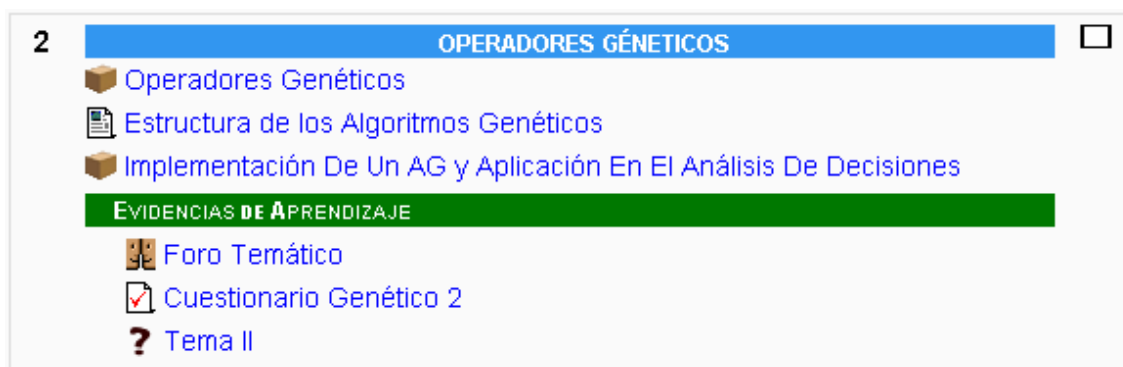 2
OPERADORES GÉNETICOS
Operadores Genéticos
Estructura de los Algoritmos Genéticos
Implementación De Un AG y Aplicación En El Análisis De Decisiones
EVIDENCIAS DE APRENDIZAJE
Foro Temático
Cuestionario Genético 2
? Tema II